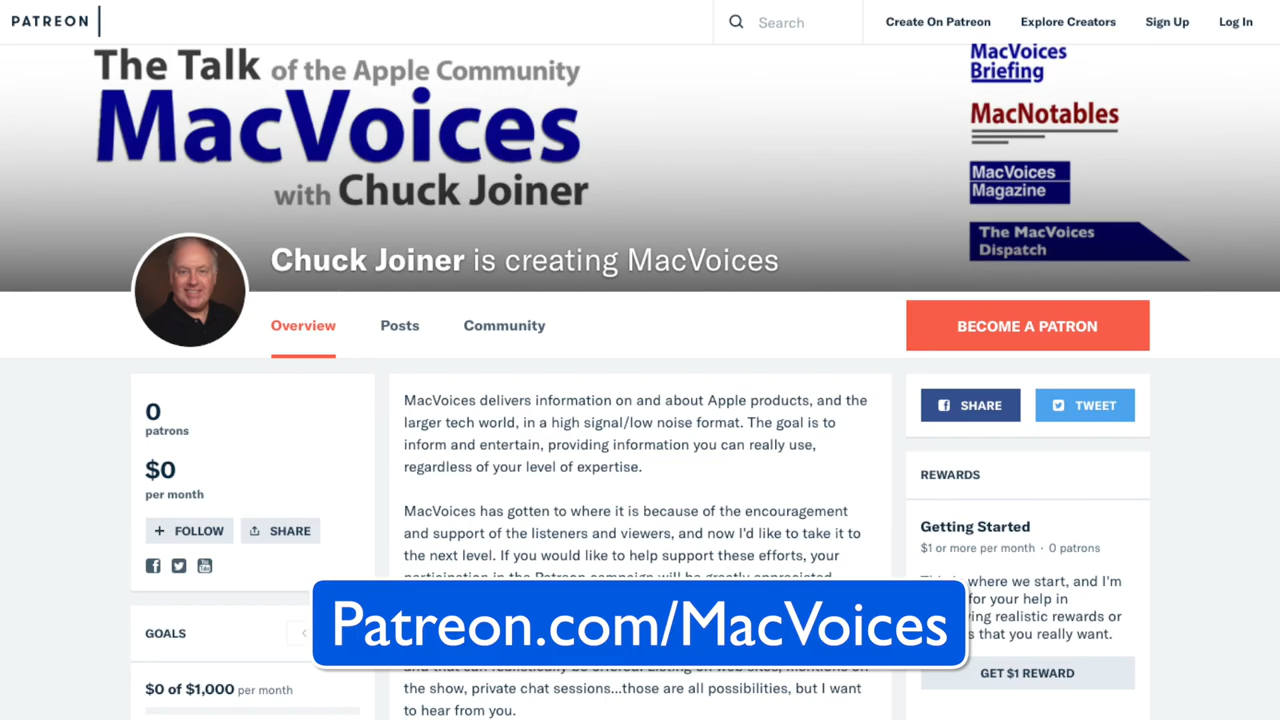 PATREON
Search
Create On Patreon
Explore Creators
Sign Up
Log In
The Talk of the Apple Community
MacVoices
with Chuck Joiner
MacVoices
Briefing
MacNotables
MacVoices
Magazine
The MacVoices
Dispatch
Chuck Joiner is creating MacVoices
Overview
Posts
Community
BECOME A PATRON
0
patrons
$0
per month
+ FOLLOW
SHARE
GOALS
$0 of $1,000 per month
MacVoices delivers information on and about Apple products, and the
larger tech world, in a high signal/low noise format. The goal is to
inform and entertain, providing information you can really use,
regardless of your level of expertise.
MacVoices has gotten to where it is because of the encouragement
and support of the listeners and viewers, and now I'd like to take it to
the next level. If you would like to help support these efforts, your
participation in the Patreon campaign will be greatly appreciated
Patreon.com/MacVoices
the show, private chat sessions...those are all possibilities, but I want
to hear from you.
SHARE
TWEET
REWARDS
Getting Started
$1 or more per month · 0 patrons
where we start, and I'm
for your help in
realistic rewards or
that you really want.
GET $1 REWARD